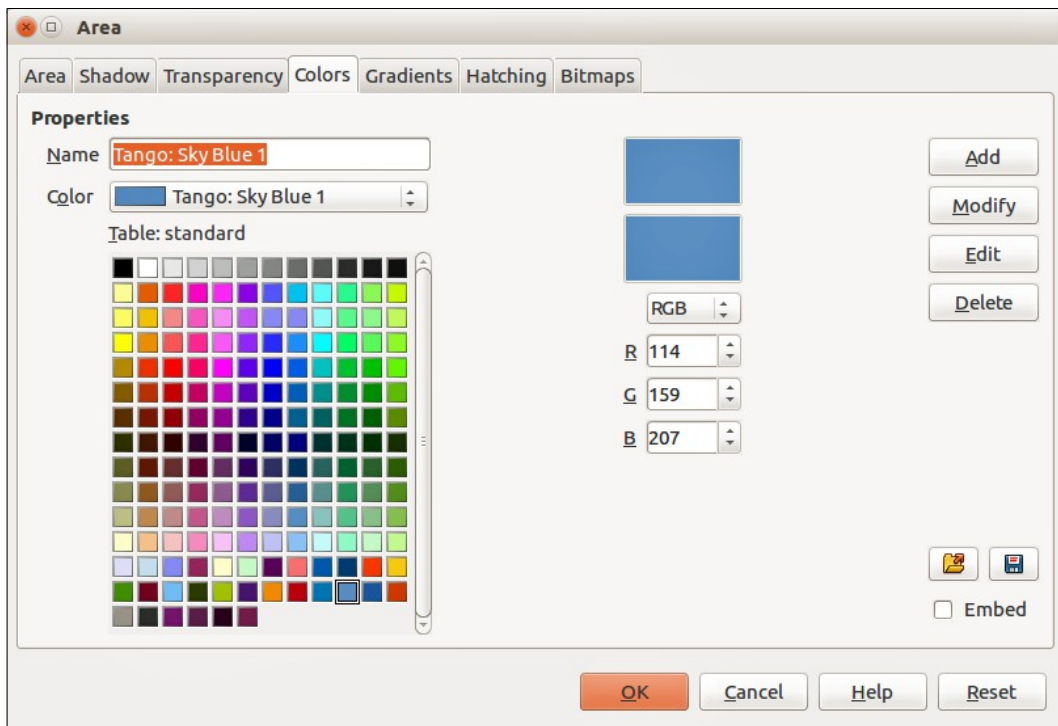 Area
Area Shadow Transparency Colors Gradients Hatching Bitmaps
Properties
Name Tango: Sky Blue 1
Color Tango: Sky Blue 1
Table: standard
Add
Modify
Edit
Delete
RGB
R 114
G 159
B 207
Embed
OK Cancel Help Reset